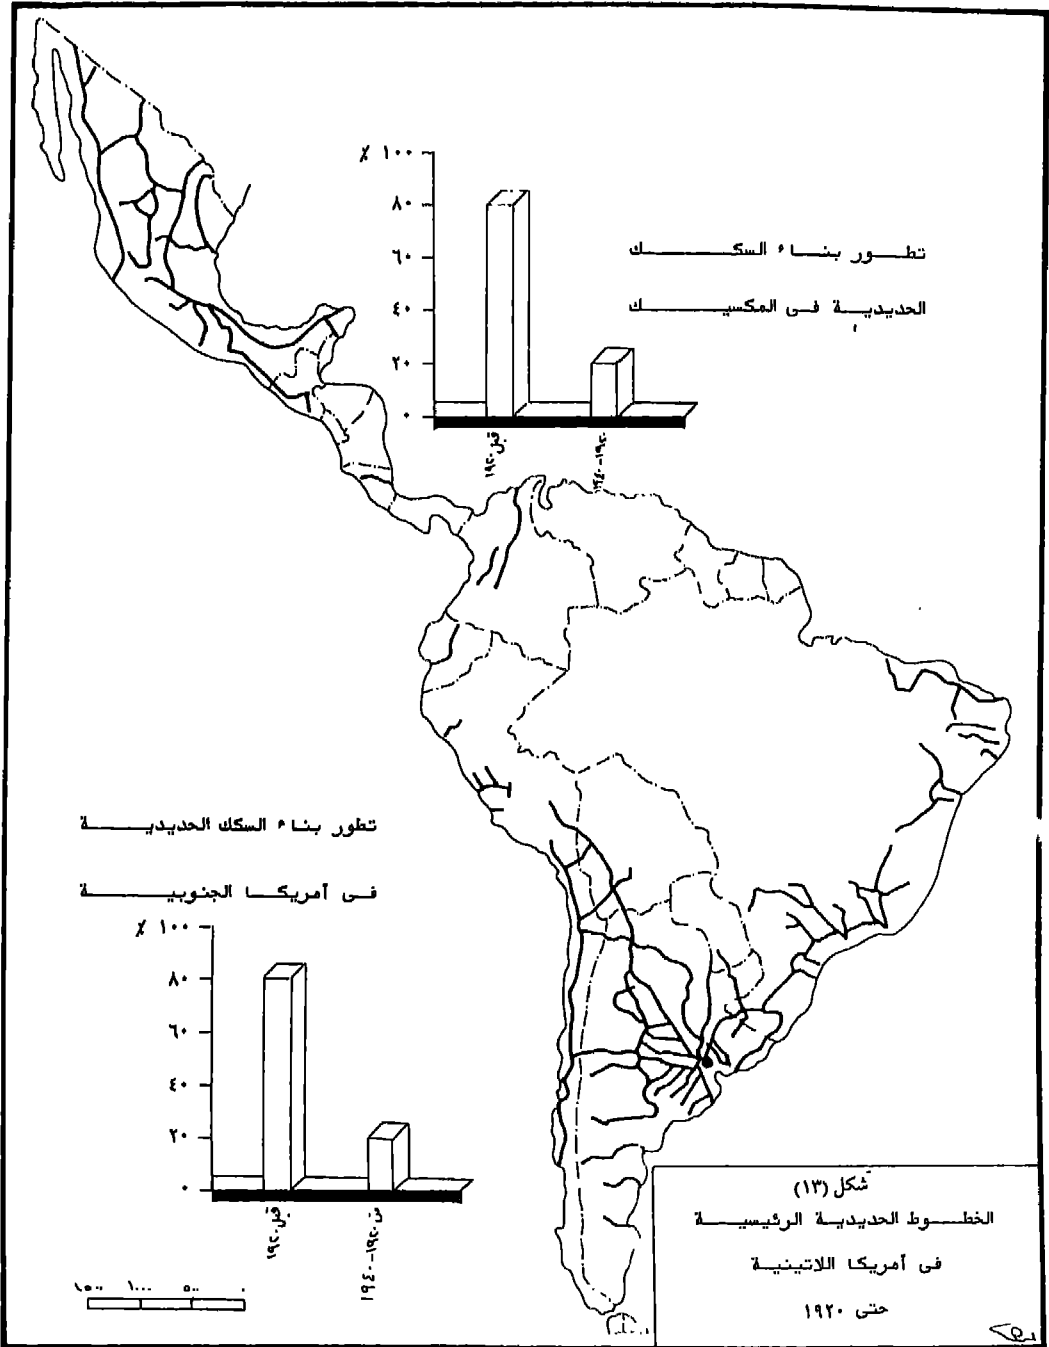 ٪ ١٠٠
٨٠
٦٠
٤٠
٢٠
٠
قبل ١٩٢٠
١٩٢٠-١٩٤٠
تطور بناء السكك
الحديدية فى المكسيك
تطور بناء السكك الحديدية
فى أمريكا الجنوبية
٪ ١٠٠
٨٠
٦٠
٤٠
٢٠
٠
قبل ١٩٢٠
من ١٩٢٠-١٩٤٠
١٥٠٠ ١٠٠٠ ٥٠٠ ٠
شكل (١٣)
الخطوط الحديدية الرئيسية
فى أمريكا اللاتينية
حتى ١٩٢٠